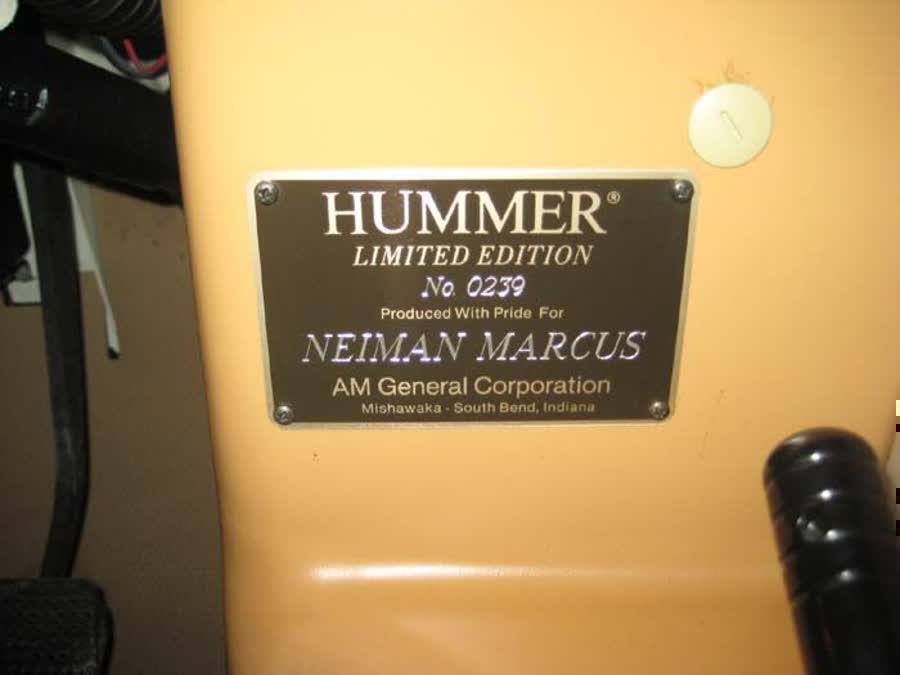 HUMMER®
LIMITED EDITION
No. 0239
Produced With Pride For
NEIMAN MARCUS
AM General Corporation
Mishawaka - South Bend, Indiana